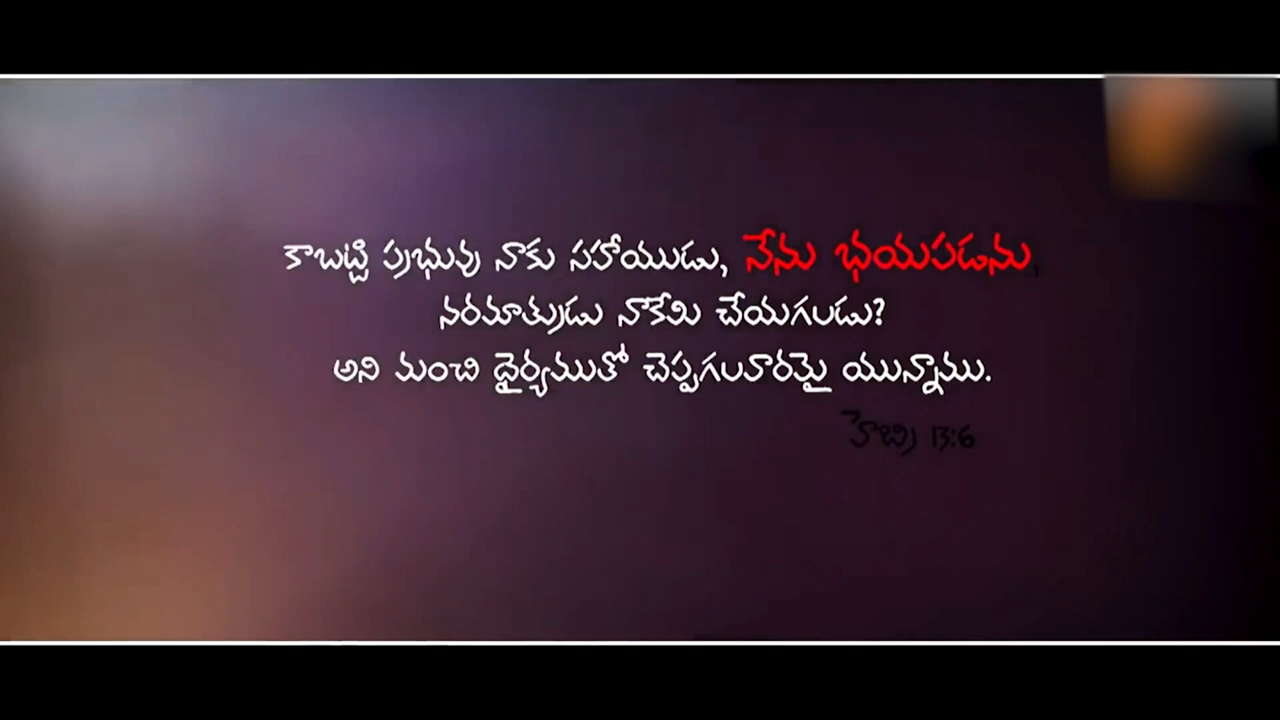 కాబట్టి ప్రభువు నాకు సహాయుడు, నేను భయపడను,
నరమాత్రుడు నాకేమి చేయగలడు?
అని మంచి ధైర్యముతో చెప్పగలవారమై యున్నాము.
హెబ్రీ 13:6